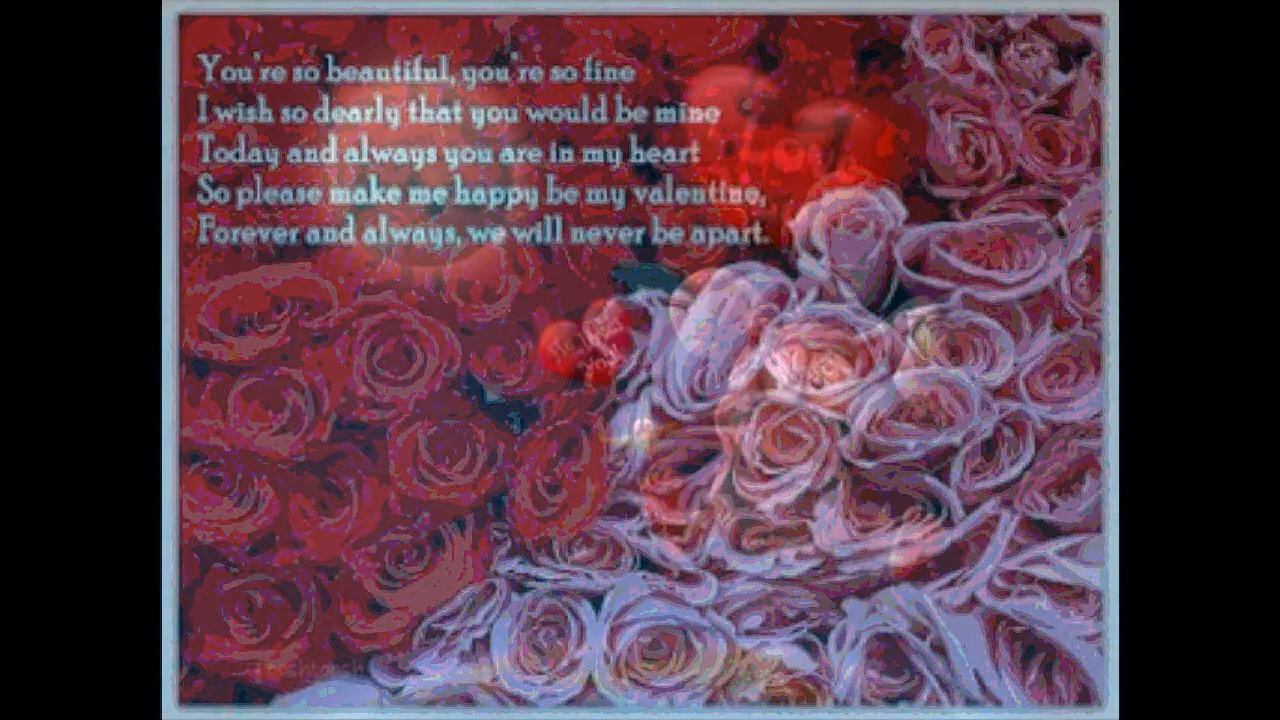 You're so beautiful, you're so fine
I wish so dearly that you would be mine
Today and always you are in my heart
So please make me happy be my valentine,
Forever and always, we will never be apart.